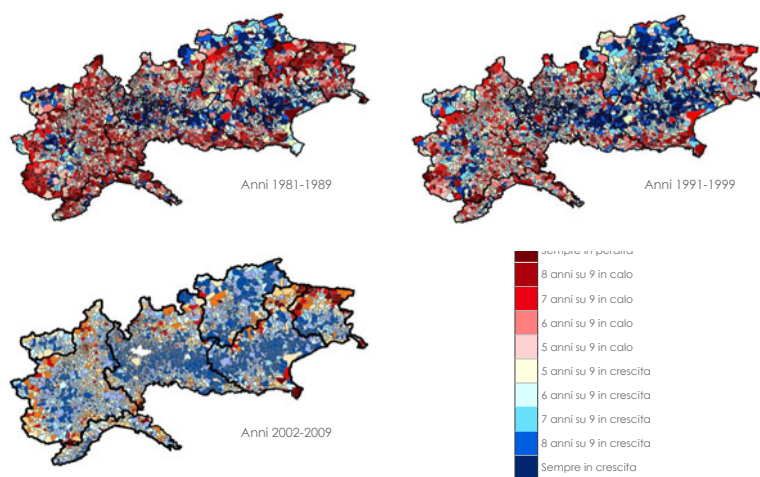 Anni 1981-1989
Anni 1991-1999
Anni 2002-2009
Sempre in perdita
8 anni su 9 in calo
7 anni su 9 in calo
6 anni su 9 in calo
5 anni su 9 in calo
5 anni su 9 in crescita
6 anni su 9 in crescita
7 anni su 9 in crescita
8 anni su 9 in crescita
Sempre in crescita